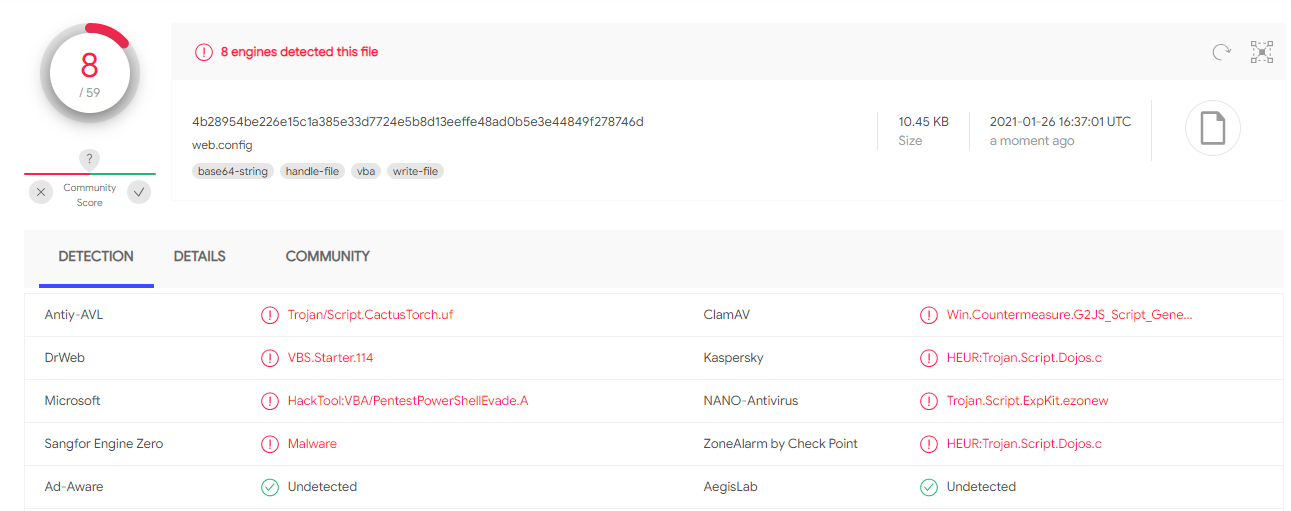 8
/ 59
?
Community
Score
8 engines detected this file
4b28954be226e15c1a385e33d7724e5b8d13eeffe48ad0b5e3e44849f278746d
web.config
base64-string handle-file vba write-file
10.45 KB
Size
2021-01-26 16:37:01 UTC
a moment ago
DETECTION DETAILS COMMUNITY
Antiy-AVL Trojan/Script.CactusTorch.uf ClamAV Win.Countermeasure.G2JS_Script_Gene...
DrWeb VBS.Starter.114 Kaspersky HEUR:Trojan.Script.Dojos.c
Microsoft HackTool:VBA/PentestPowerShellEvade.A NANO-Antivirus Trojan.Script.ExpKit.ezonew
Sangfor Engine Zero Malware ZoneAlarm by Check Point HEUR:Trojan.Script.Dojos.c
Ad-Aware Undetected AegisLab Undetected